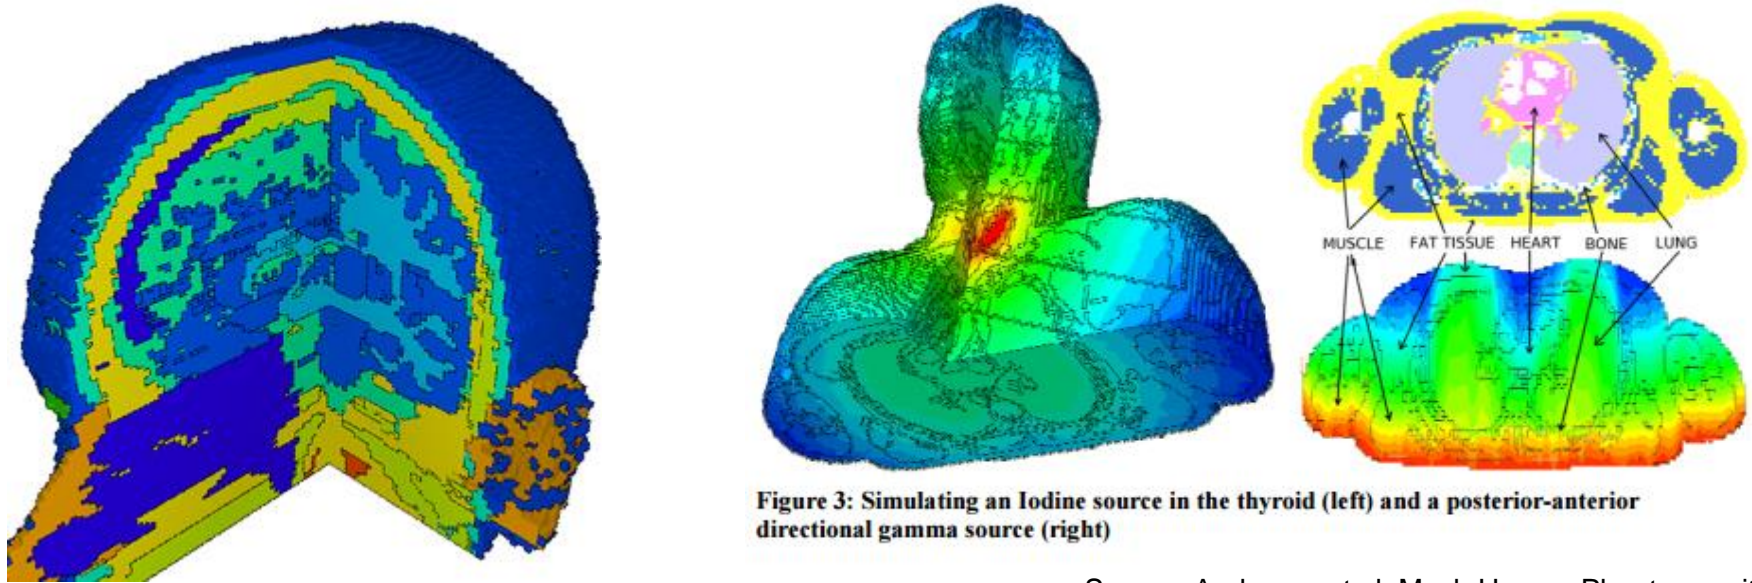 MUSCLE FAT TISSUE HEART BONE LUNG
Figure 3: Simulating an Iodine source in the thyroid (left) and a posterior-anterior
directional gamma source (right)